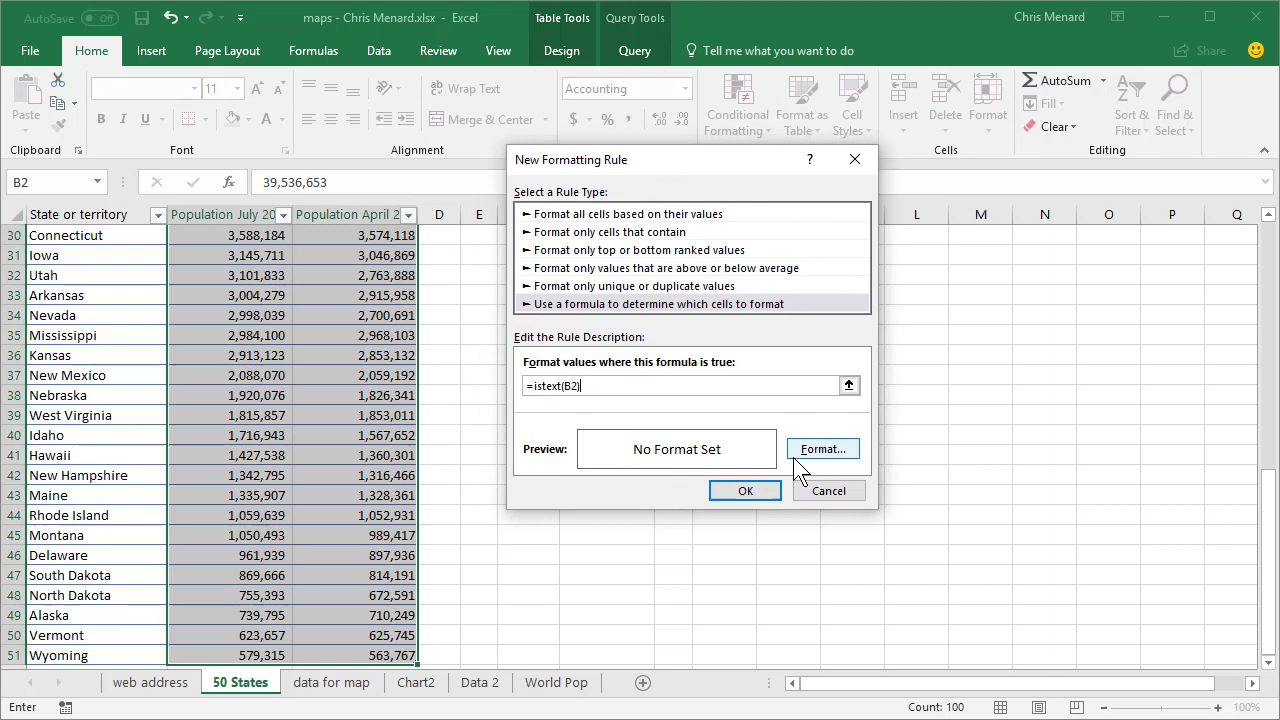 AutoSave Off
maps - Chris Menard.xlsx - Excel
Table Tools
Query Tools
Chris Menard
File
Home
Insert
Page Layout
Formulas
Data
Review
View
Design
Query
Tell me what you want to do
Share
Paste
Clipboard
11
B I U
A
Font
ab Wrap Text
Merge & Center
Alignment
Accounting
$ % ,
Conditional Formatting
Format as Table
Cell Styles
Insert
Delete
Format
Cells
AutoSum
Fill
Clear
Sort & Filter
Find & Select
Editing
B2
fx
39,536,653
New Formatting Rule
?
Select a Rule Type:
► Format all cells based on their values
► Format only cells that contain
► Format only top or bottom ranked values
► Format only values that are above or below average
► Format only unique or duplicate values
► Use a formula to determine which cells to format
Edit the Rule Description:
Format values where this formula is true:
=istext(B2)
Preview:
No Format Set
Format...
OK
Cancel
State or territory Population July 20 Population April 2 D E L M N O P Q
30 Connecticut 3,588,184 3,574,118
31 Iowa 3,145,711 3,046,869
32 Utah 3,101,833 2,763,888
33 Arkansas 3,004,279 2,915,958
34 Nevada 2,998,039 2,700,691
35 Mississippi 2,984,100 2,968,103
36 Kansas 2,913,123 2,853,132
37 New Mexico 2,088,070 2,059,192
38 Nebraska 1,920,076 1,826,341
39 West Virginia 1,815,857 1,853,011
40 Idaho 1,716,943 1,567,652
41 Hawaii 1,427,538 1,360,301
42 New Hampshire 1,342,795 1,316,466
43 Maine 1,335,907 1,328,361
44 Rhode Island 1,059,639 1,052,931
45 Montana 1,050,493 989,417
46 Delaware 961,939 897,936
47 South Dakota 869,666 814,191
48 North Dakota 755,393 672,591
49 Alaska 739,795 710,249
50 Vermont 623,657 625,745
51 Wyoming 579,315 563,767
web address
50 States
data for map
Chart2
Data 2
World Pop
Enter
Count: 100
100%